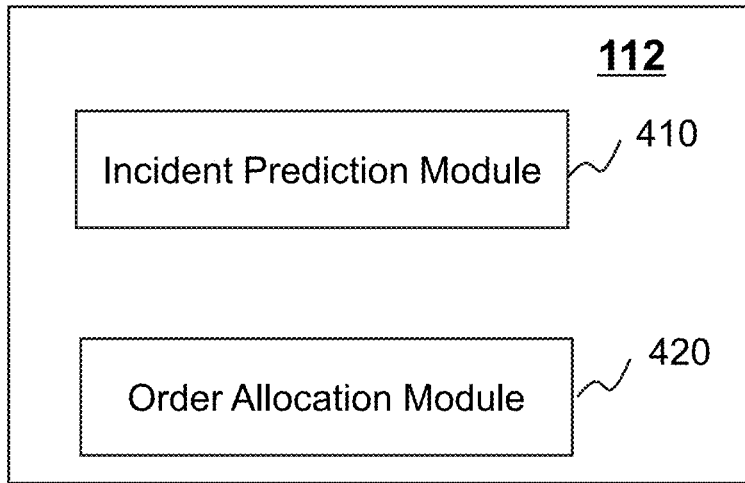 112
Incident Prediction Module
410
Order Allocation Module
420